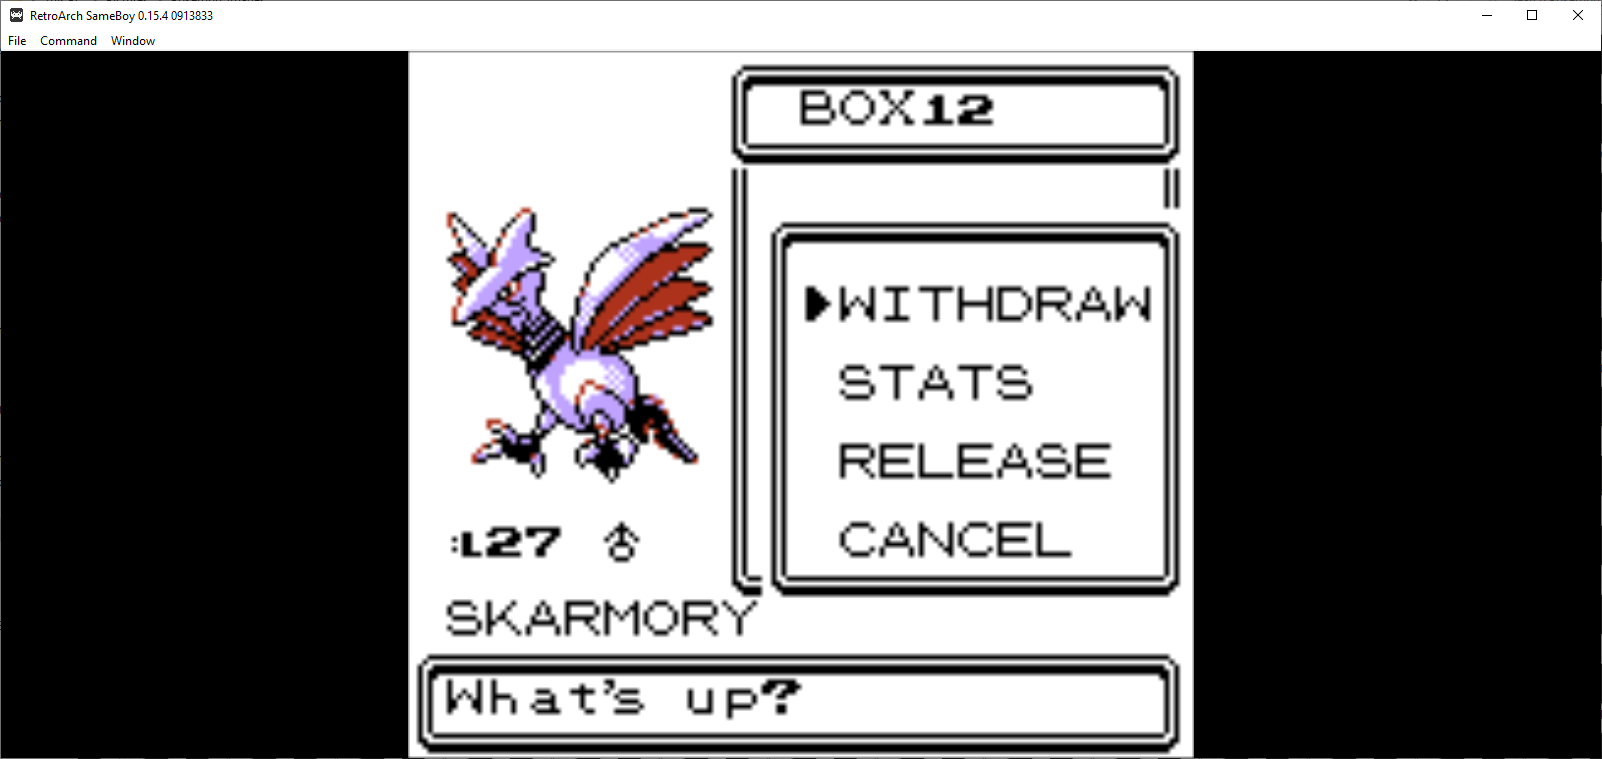 RetroArch SameBoy 0.15.4 0913833
File Command Window
BOX12
▶WITHDRAW
STATS
RELEASE
CANCEL
:L27 ♂
SKARMORY
What's up?